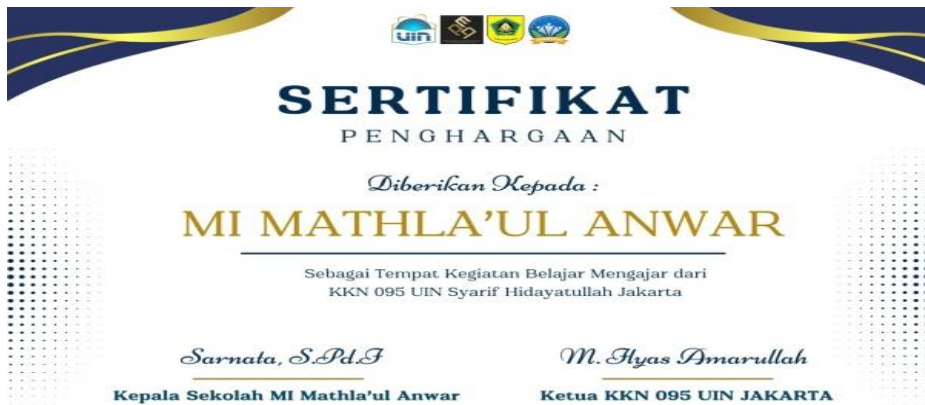 uin
SERTIFIKAT
PENGHARGAAN
Diberikan Kepada :
MI MATHLA'UL ANWAR
Sebagai Tempat Kegiatan Belajar Mengajar dari
KKN 095 UIN Syarif Hidayatullah Jakarta
Sarnata, S.Pd.I
M. Ilyas Amarullah
Kepala Sekolah MI Mathla'ul Anwar
Ketua KKN 095 UIN JAKARTA